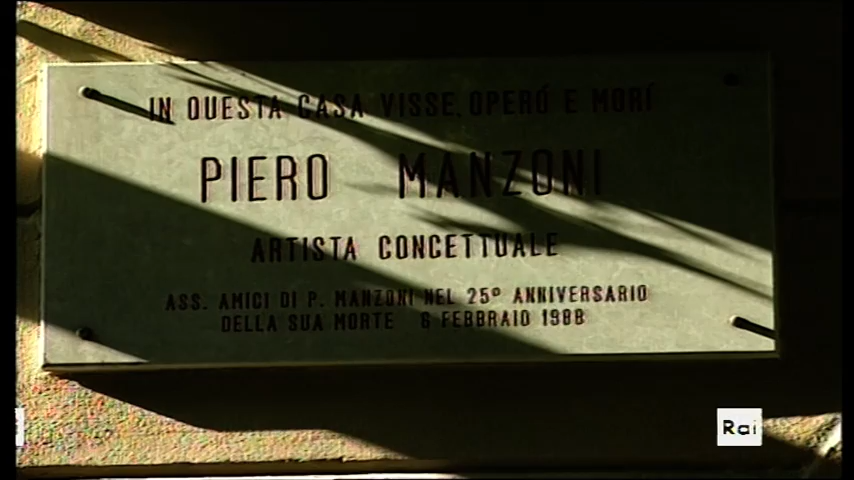 IN QUESTA CASA VISSE, OPERÓ E MORÍ
PIERO MANZONI
ARTISTA CONCETTUALE
ASS. AMICI DI P. MANZONI NEL 25° ANNIVERSARIO
DELLA SUA MORTE 6 FEBBRAIO 1988
Rai